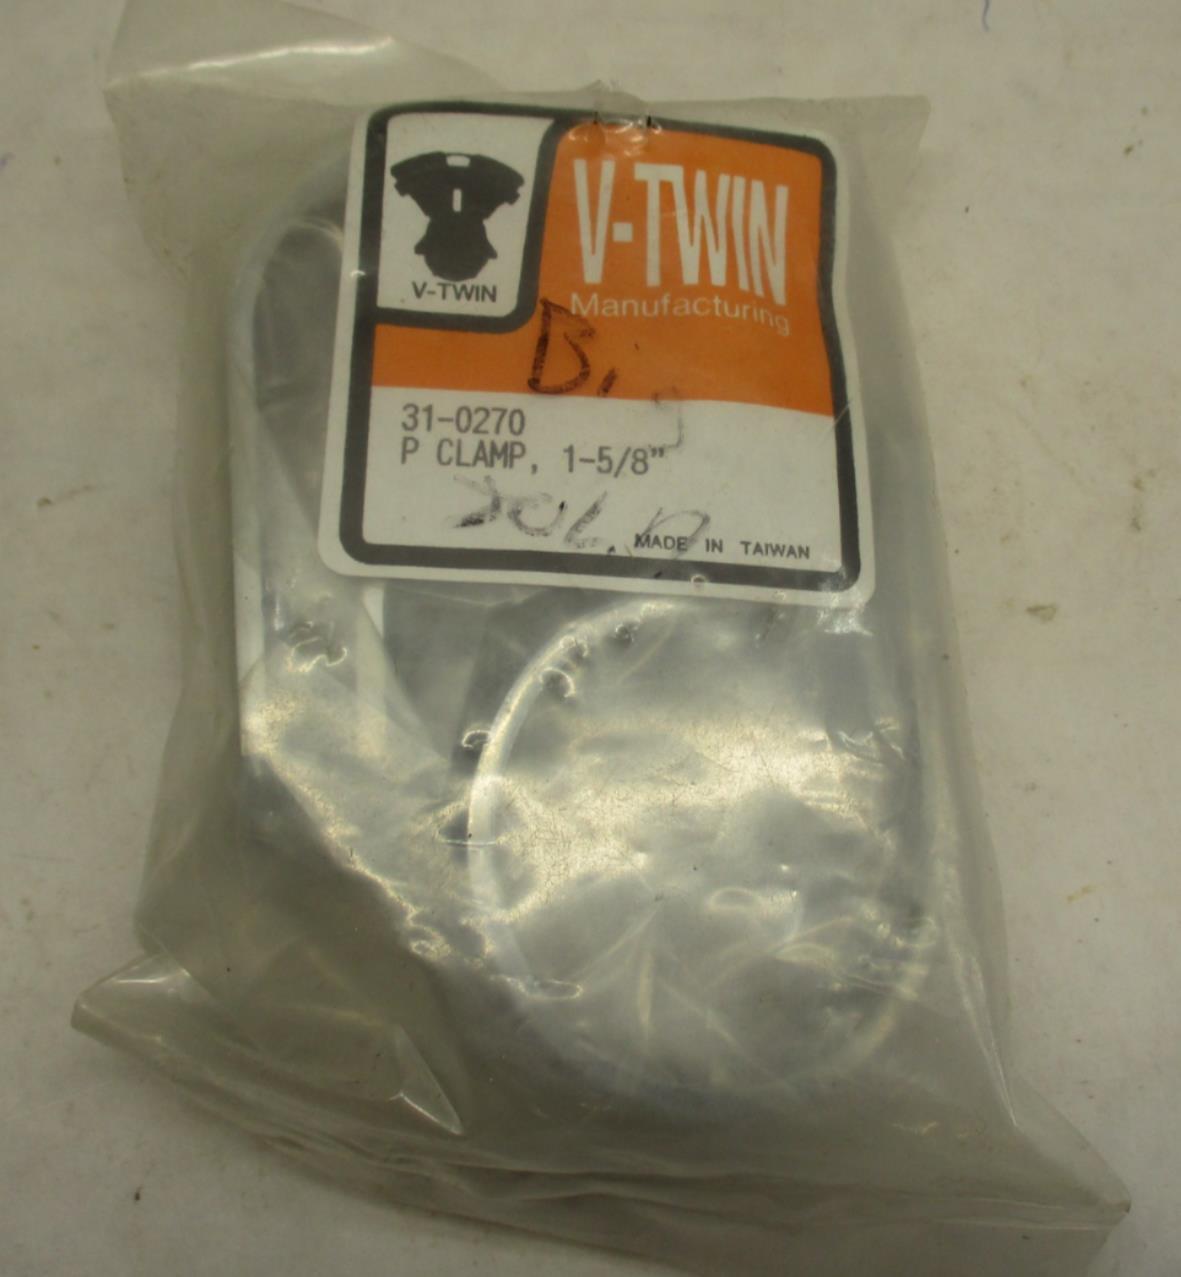 V-TWIN
V-TWIN
Manufacturing
31-0270
P CLAMP, 1-5/8"
MADE IN TAIWAN